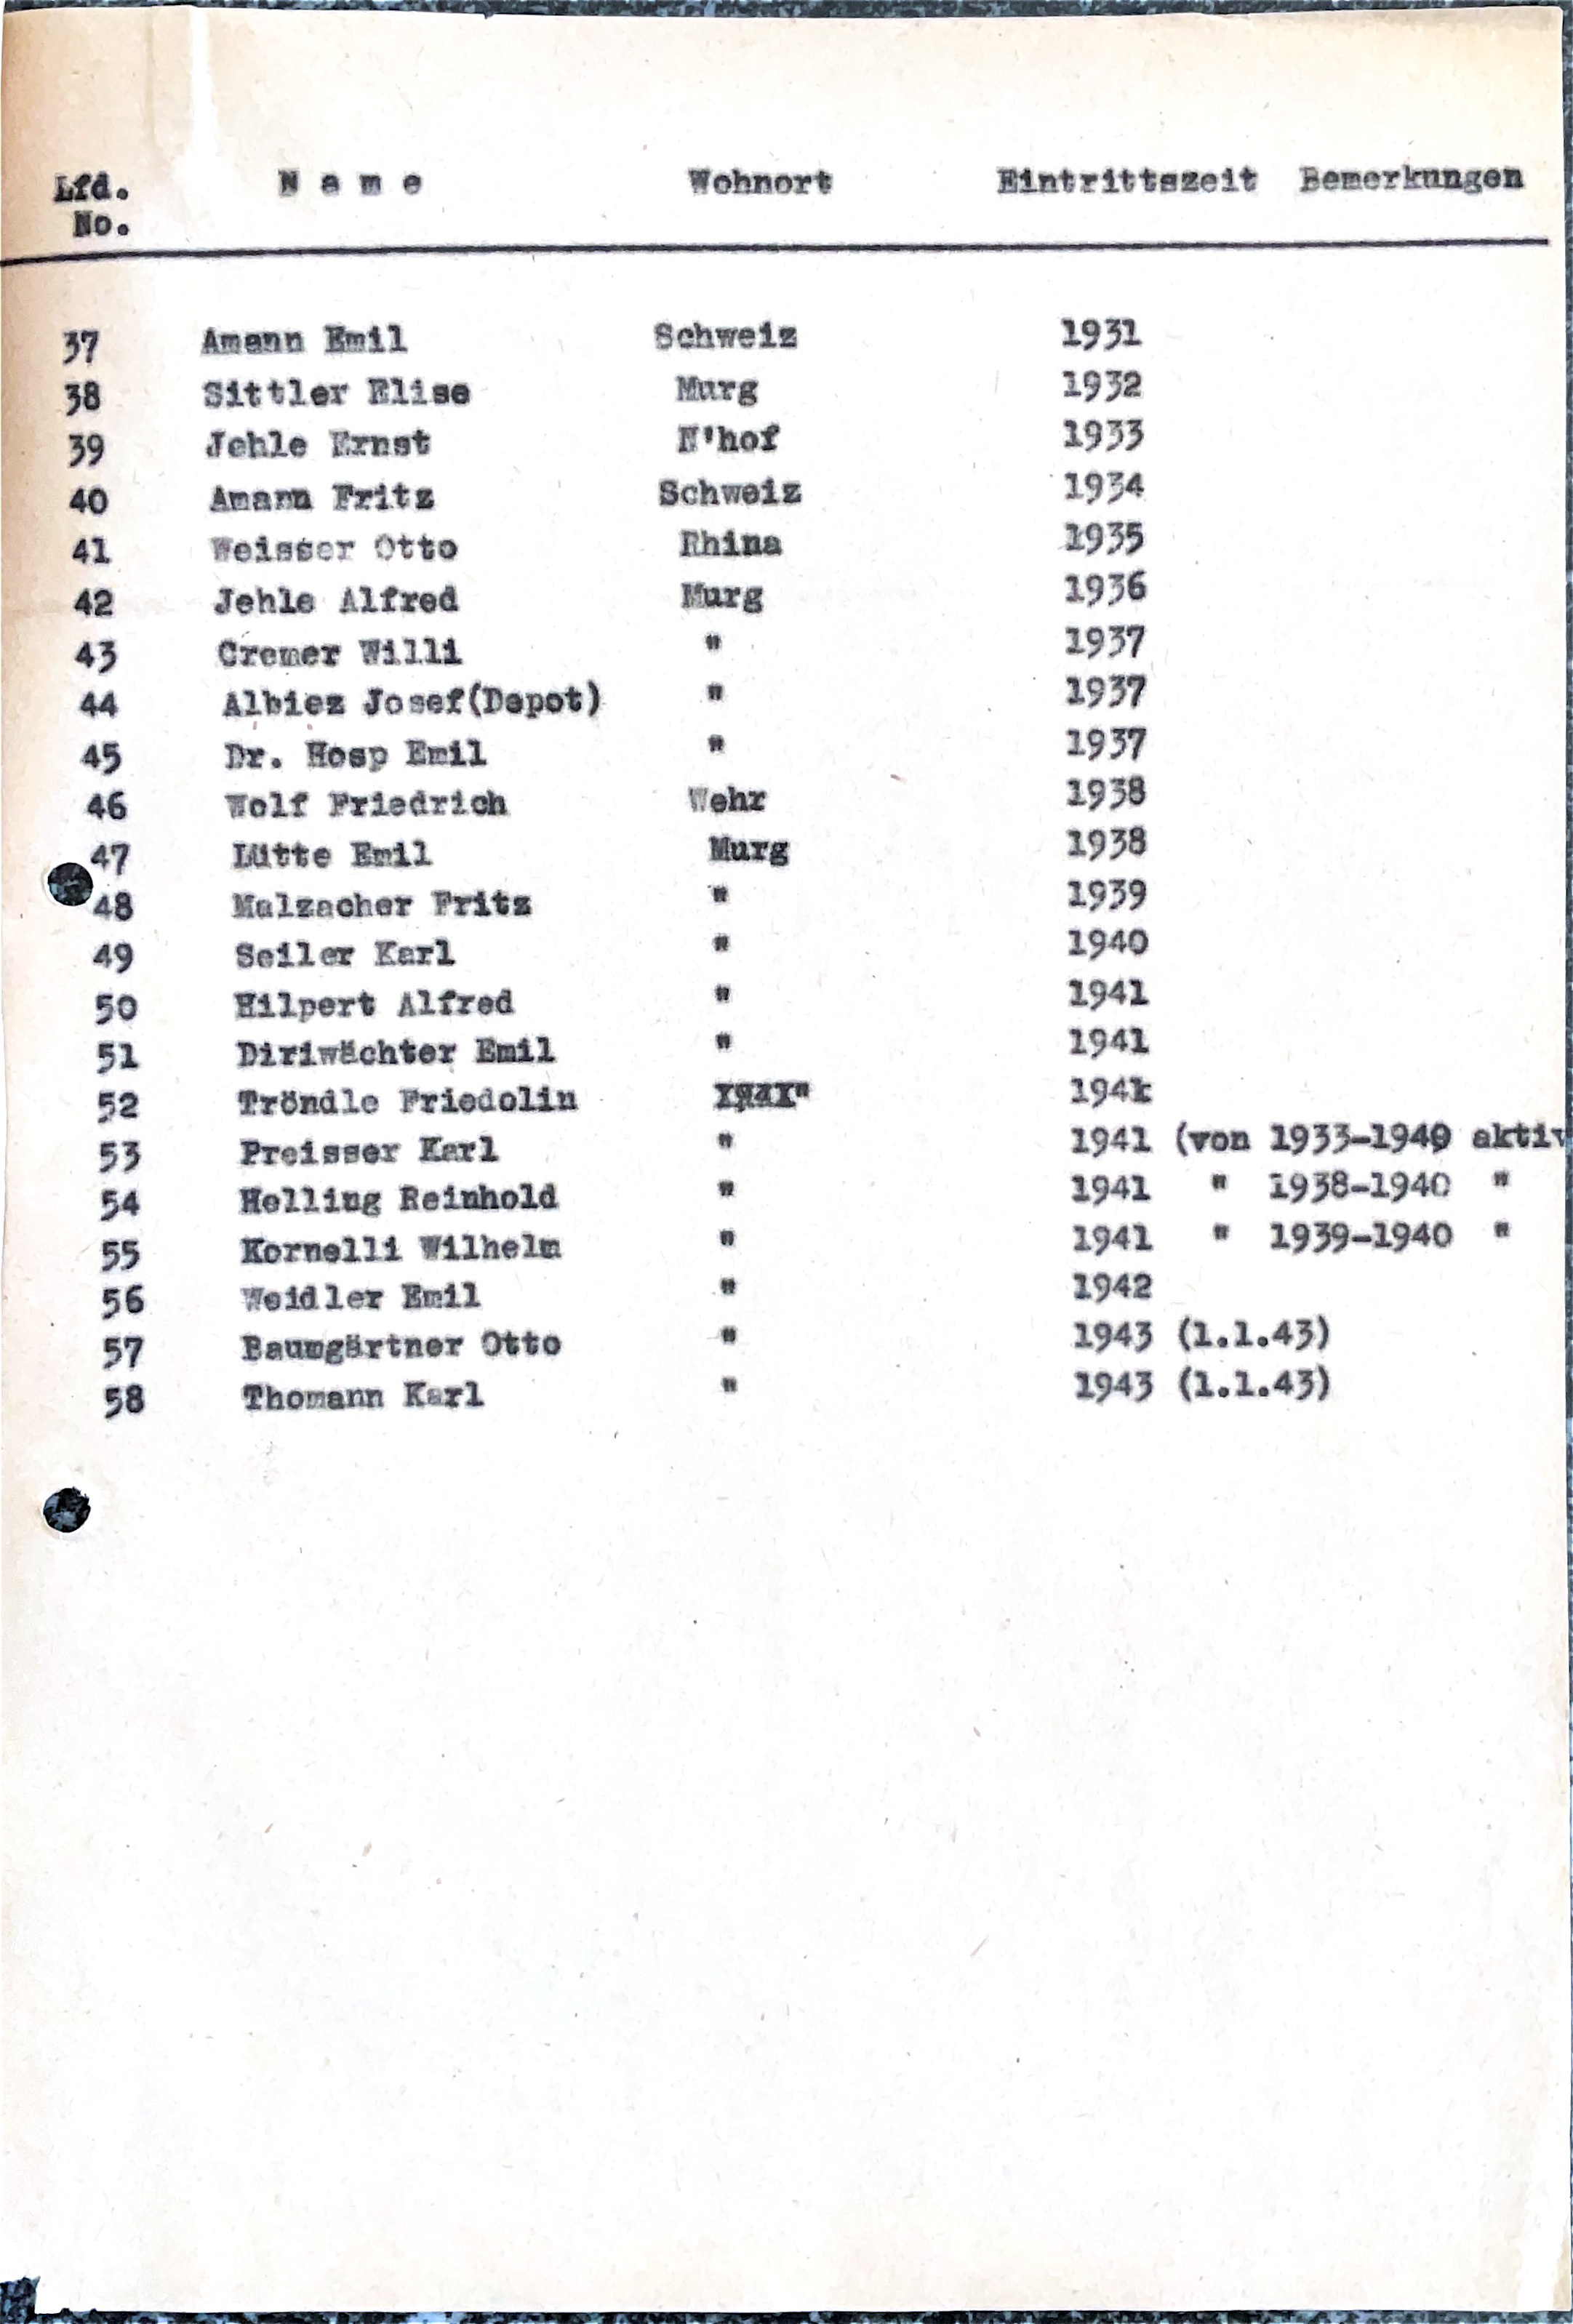 Lfd. N a m e Wohnort Eintrittszeit Bemerkungen
No.
37 Amann Emil Schweiz 1931
38 Sittler Elise Murg 1932
39 Jehle Ernst N'hof 1933
40 Amann Fritz Schweiz 1934
41 Weisser Otto Rhina 1935
42 Jehle Alfred Murg 1936
43 Cremer Willi " 1937
44 Albiez Josef(Depot) " 1937
45 Dr. Hosp Emil " 1937
46 Wolf Friedrich Wehr 1938
47 Lütte Emil Murg 1938
48 Malzacher Fritz " 1939
49 Seiler Karl " 1940
50 Hilpert Alfred " 1941
51 Diriwächter Emil " 1941
52 Tröndle Friedolin " 194k
53 Preisser Karl " 1941 (von 1933-1940 aktiv
54 Helling Reinhold " 1941 " 1938-1940 "
55 Kornelli Wilhelm " 1941 " 1939-1940 "
56 Weidler Emil " 1942
57 Baumgärtner Otto " 1943 (1.1.43)
58 Thomann Karl " 1943 (1.1.43)